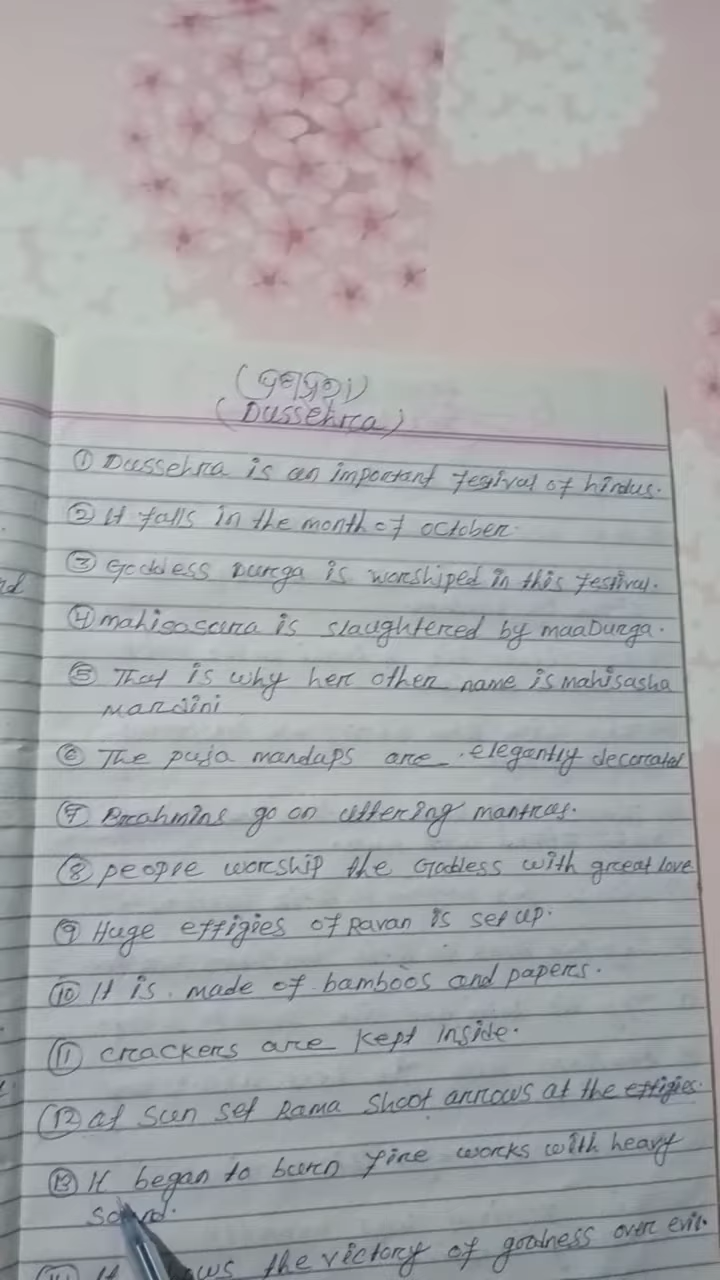 (ଦଶହରା)
(Dussehra)
① Dussehra is an important festival of hindus.
② It falls in the month of october.
③ Goddess Durga is worshiped in this festival.
④ mahisasura is slaughtered by maaDurga.
⑤ That is why her other name is mahisasha
mardini
⑥ The puja mandaps are elegantly decorated
⑦ Brahmins go on uttering mantras.
⑧ people worship the Goddess with great love
⑨ Huge effigies of Ravan is set up.
⑩ It is made of bamboos and papers.
⑪ crackers are kept inside.
⑫ at sun set Rama shoot arrows at the effigies.
⑬ It began to burn fire works with heavy
sound.
the victory of goodness over evil.